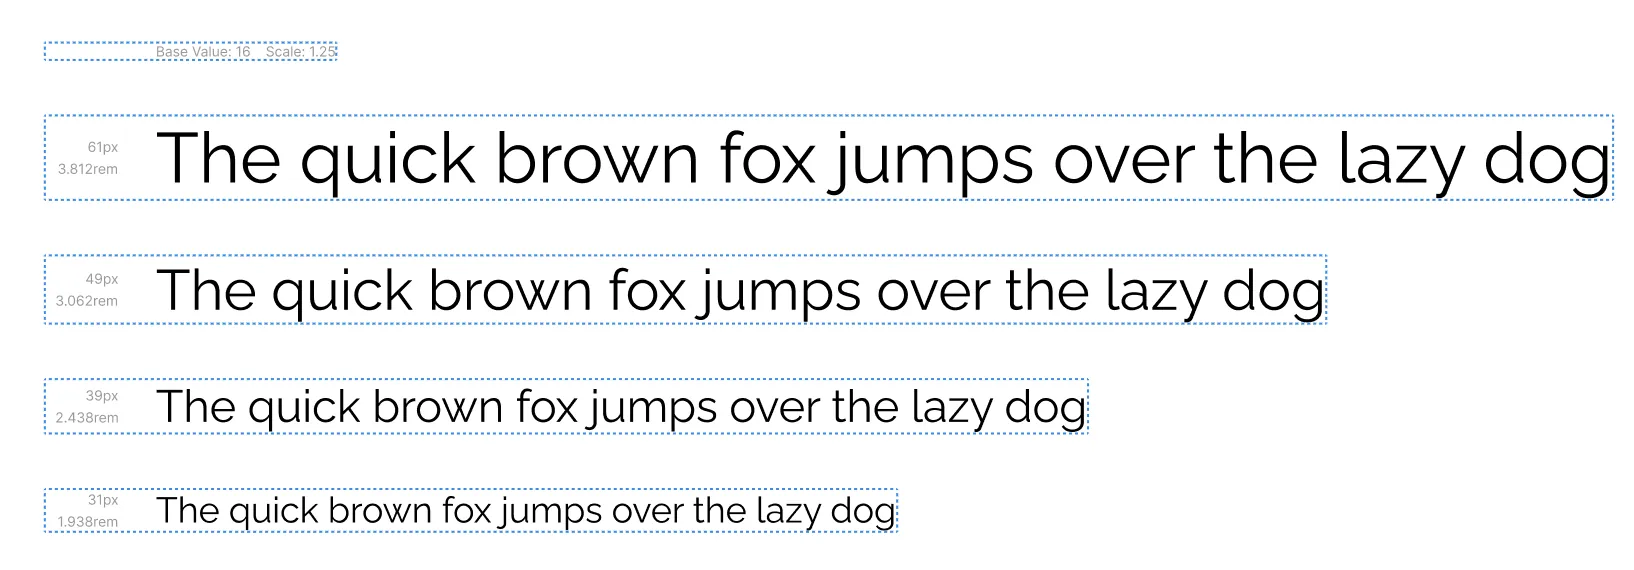 Base Value: 16 Scale: 1.25
61px
3.812rem
The quick brown fox jumps over the lazy dog
49px
3.062rem
The quick brown fox jumps over the lazy dog
39px
2.438rem
The quick brown fox jumps over the lazy dog
31px
1.938rem
The quick brown fox jumps over the lazy dog